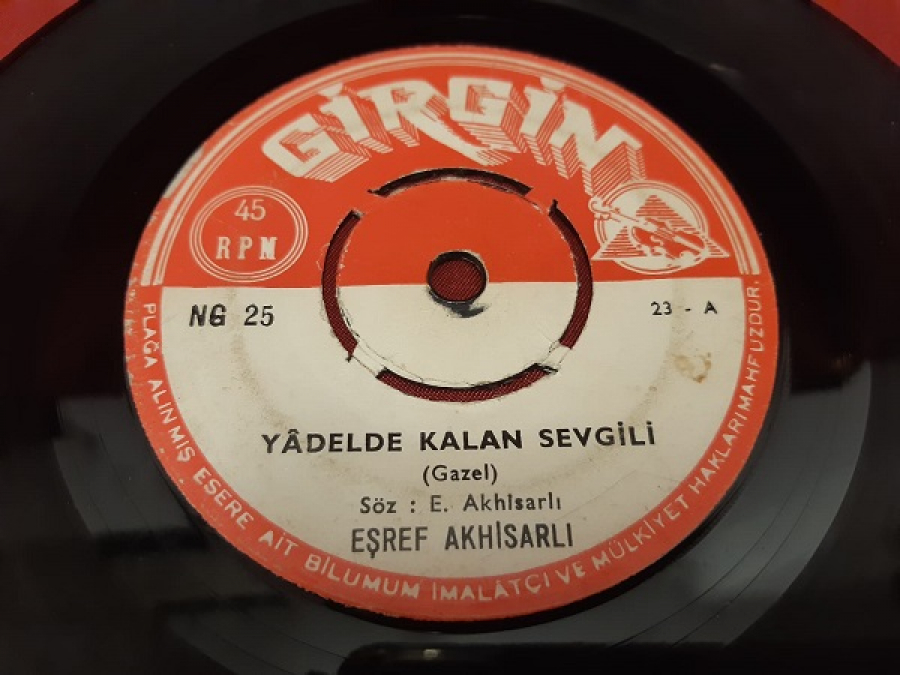 GİRGİN
45
RPM
NG 25
23 - A
YÂDELDE KALAN SEVGİLİ
(Gazel)
Söz : E. Akhisarlı
EŞREF AKHİSARLI
PLAĞA ALINMIŞ ESERE AİT BİLUMUM İMALÂTÇI VE MÜLKİYET HAKLARI MAHFUZDUR.